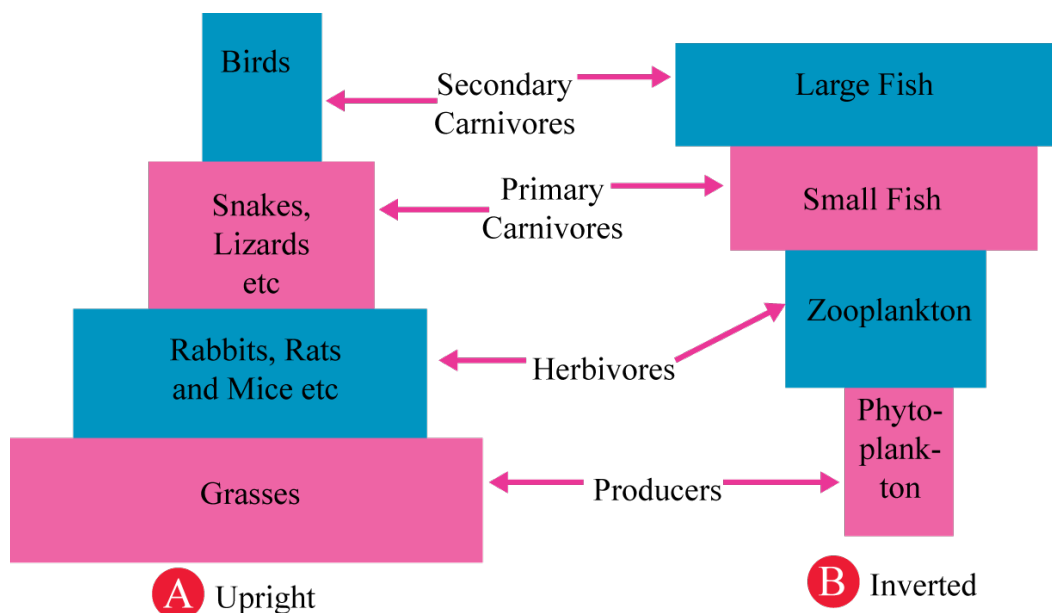 Birds
Snakes,
Lizards
etc
Rabbits, Rats
and Mice etc
Grasses
A Upright
Secondary
Carnivores
Primary
Carnivores
Herbivores
Producers
Large Fish
Small Fish
Zooplankton
Phyto-
plank-
ton
B Inverted